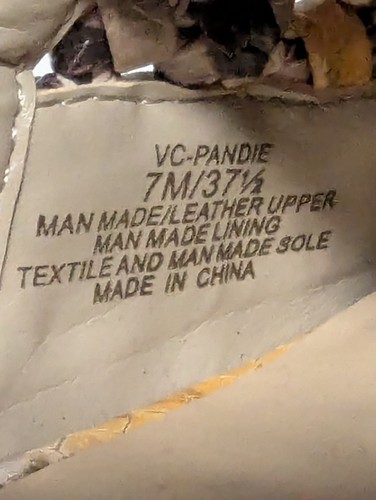 VC-PANDIE
7M/37½
MAN MADE/LEATHER UPPER
MAN MADE LINING
TEXTILE AND MAN MADE SOLE
MADE IN CHINA